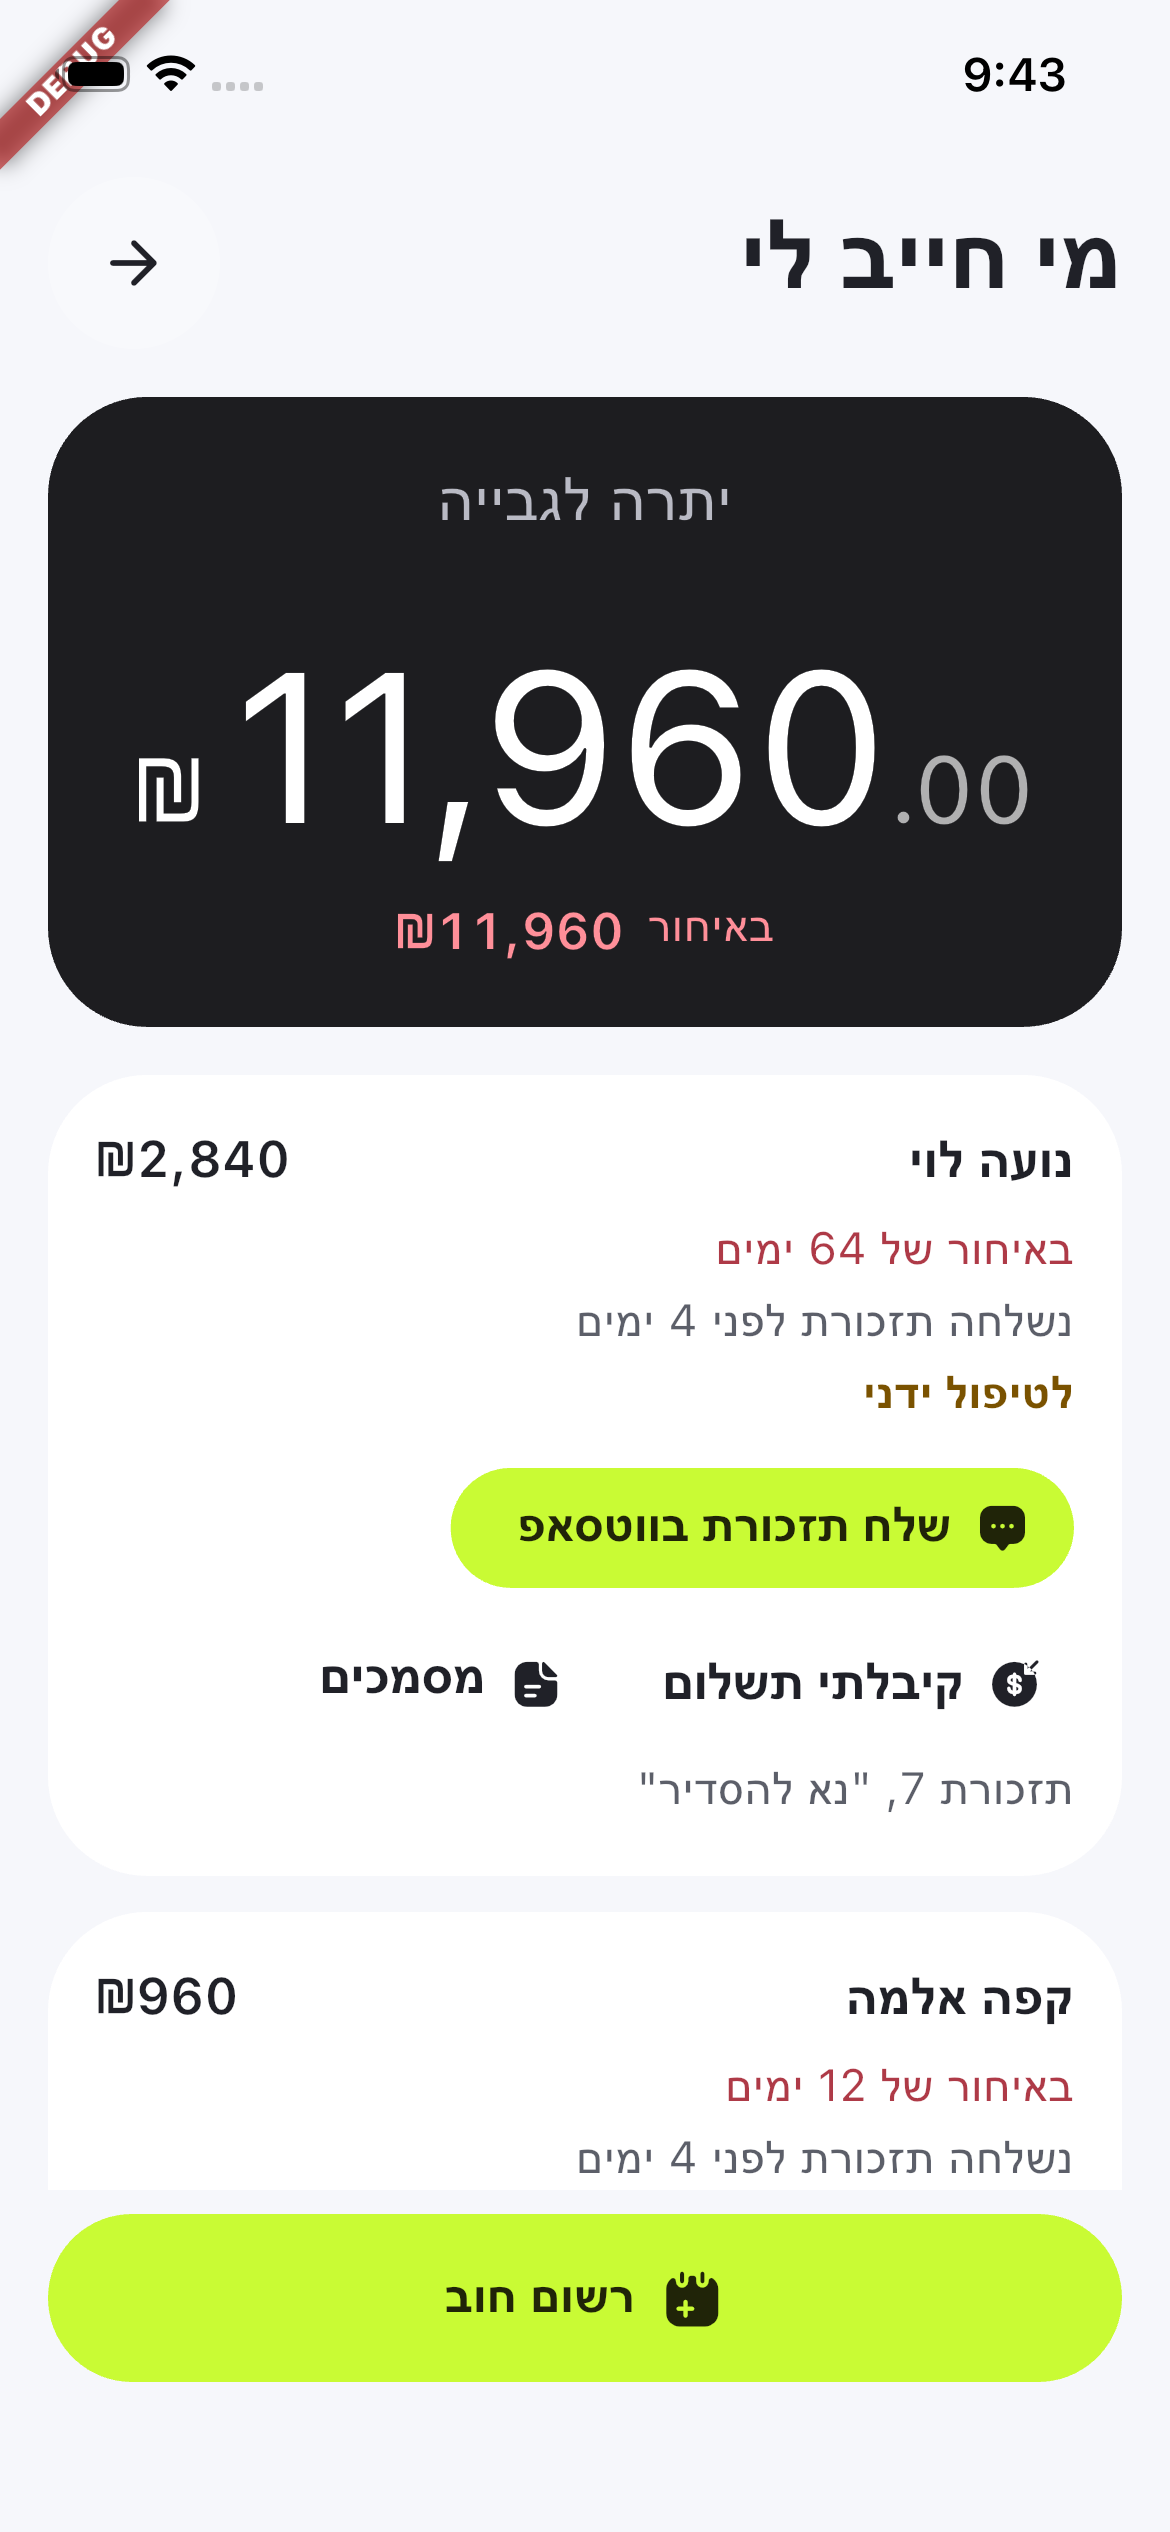 9:43
DEBUG
מי חייב לי
יתרה לגבייה
₪ 11,960.00
באיחור ₪11,960
נועה לוי ₪2,840
באיחור של 64 ימים
נשלחה תזכורת לפני 4 ימים
לטיפול ידני
שלח תזכורת בווטסאפ
קיבלתי תשלום מסמכים
תזכורת 7, "נא להסדיר"
קפה אלמה ₪960
באיחור של 12 ימים
נשלחה תזכורת לפני 4 ימים
רשום חוב